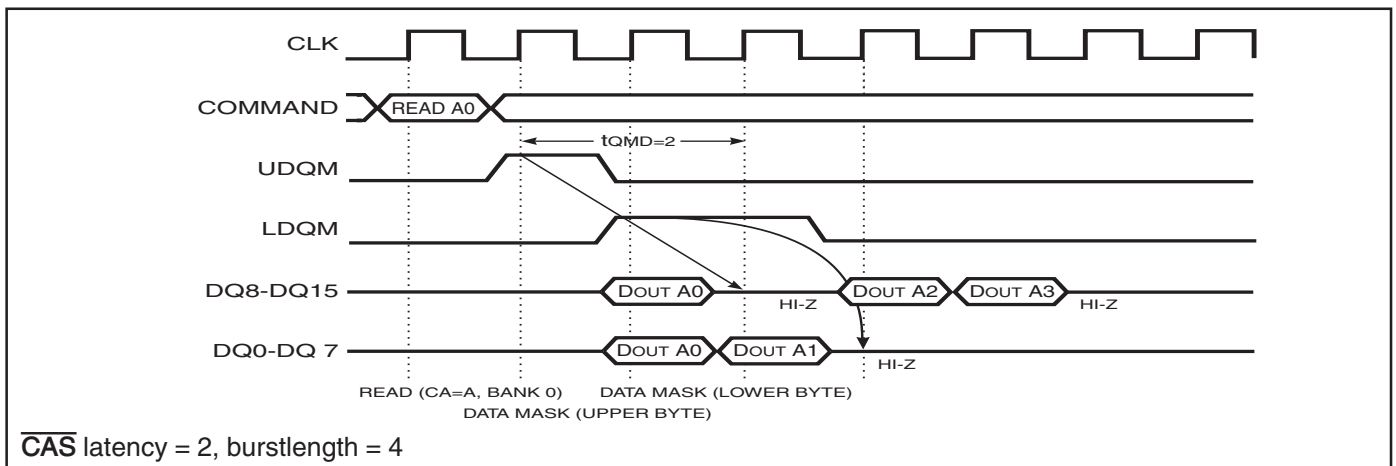 CLK
COMMAND READ A0
tQMD=2
UDQM
LDQM
DQ8-DQ15 DOUT A0 HI-Z DOUT A2 DOUT A3 HI-Z
DQ0-DQ 7 DOUT A0 DOUT A1 HI-Z
READ (CA=A, BANK 0) DATA MASK (LOWER BYTE)
DATA MASK (UPPER BYTE)
CAS latency = 2, burstlength = 4